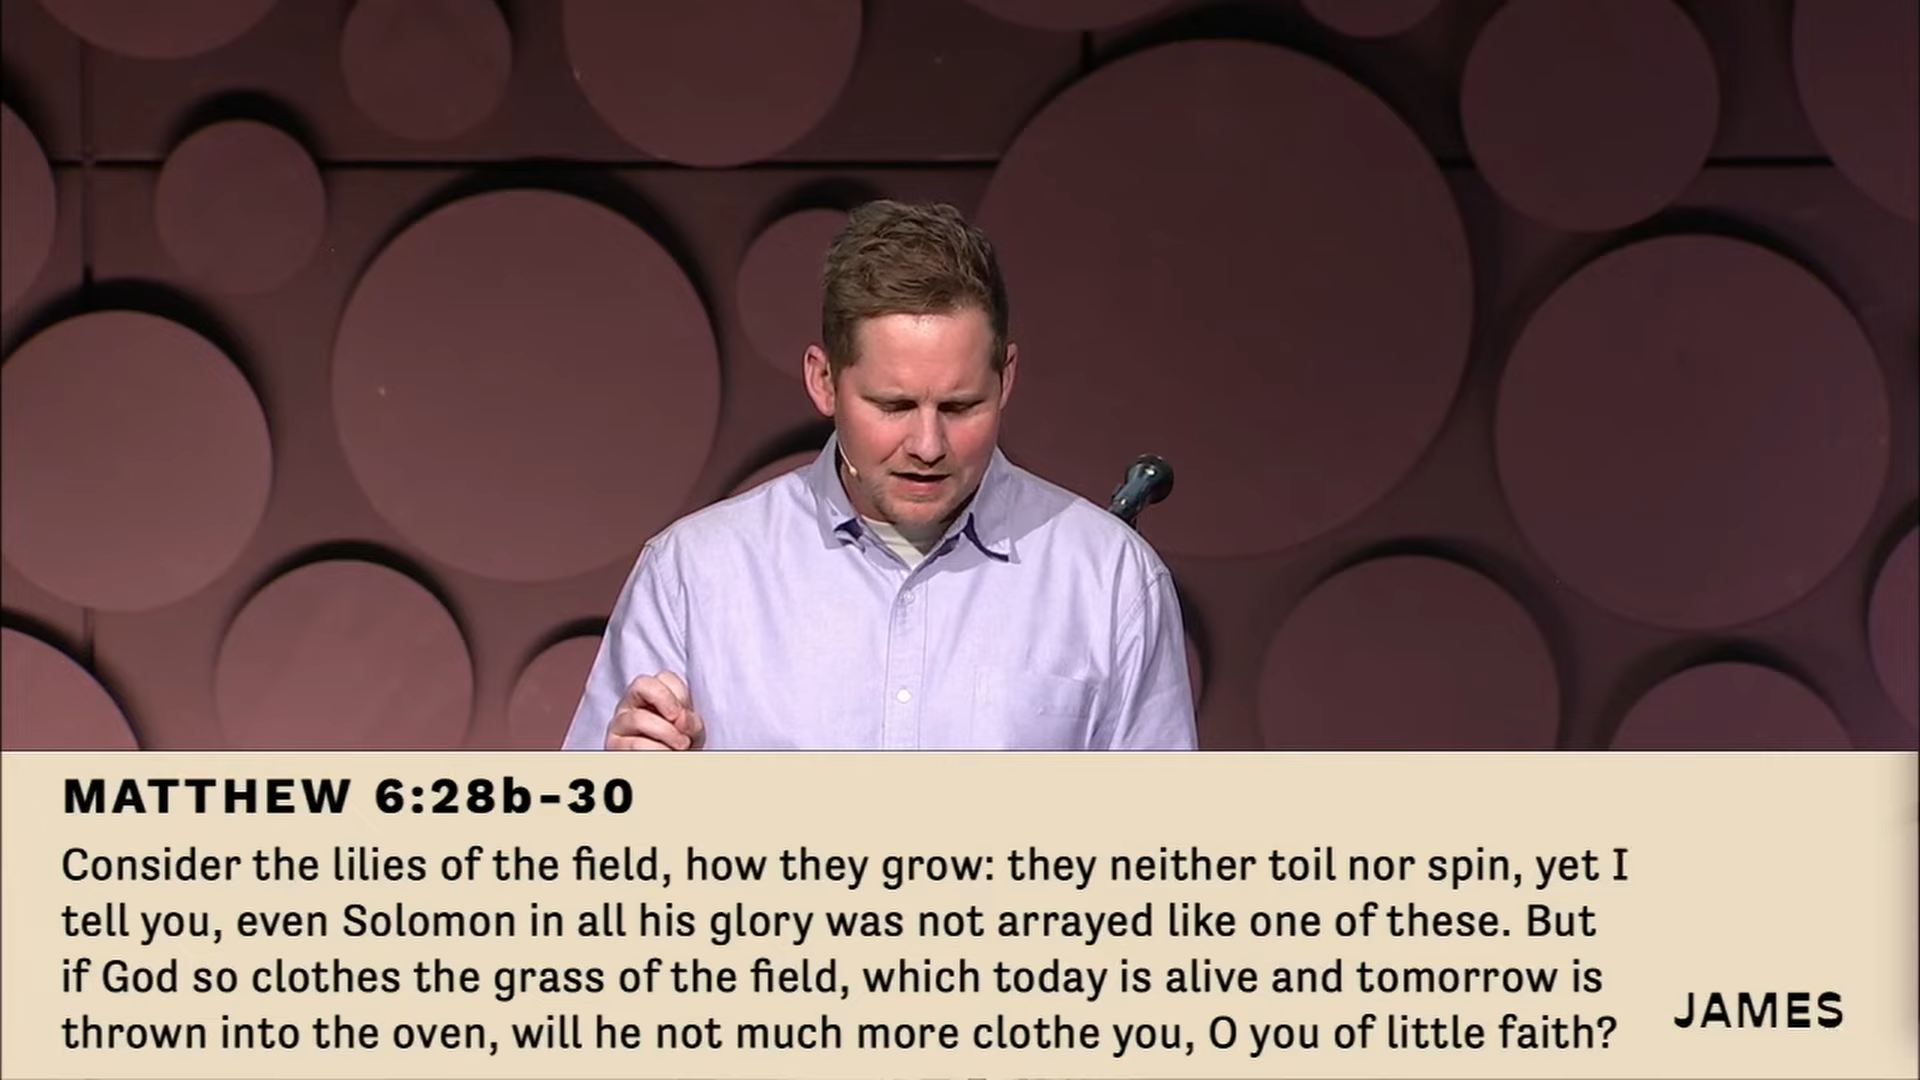 MATTHEW 6:28b-30
Consider the lilies of the field, how they grow: they neither toil nor spin, yet I
tell you, even Solomon in all his glory was not arrayed like one of these. But
if God so clothes the grass of the field, which today is alive and tomorrow is
thrown into the oven, will he not much more clothe you, O you of little faith?
JAMES